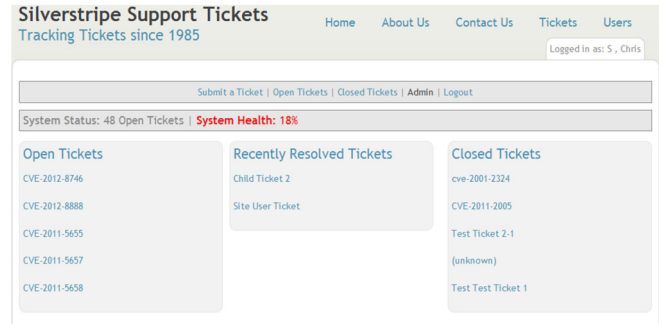 Silverstripe Support Tickets
Tracking Tickets since 1985
Home About Us Contact Us Tickets Users
Logged in as: S , Chris
Submit a Ticket | Open Tickets | Closed Tickets | Admin | Logout
System Status: 48 Open Tickets | System Health: 18%
Open Tickets
CVE-2012-8746
CVE-2012-8888
CVE-2011-5655
CVE-2011-5657
CVE-2011-5658
Recently Resolved Tickets
Child Ticket 2
Site User Ticket
Closed Tickets
cve-2001-2324
CVE-2011-2005
Test Ticket 2-1
(unknown)
Test Test Ticket 1